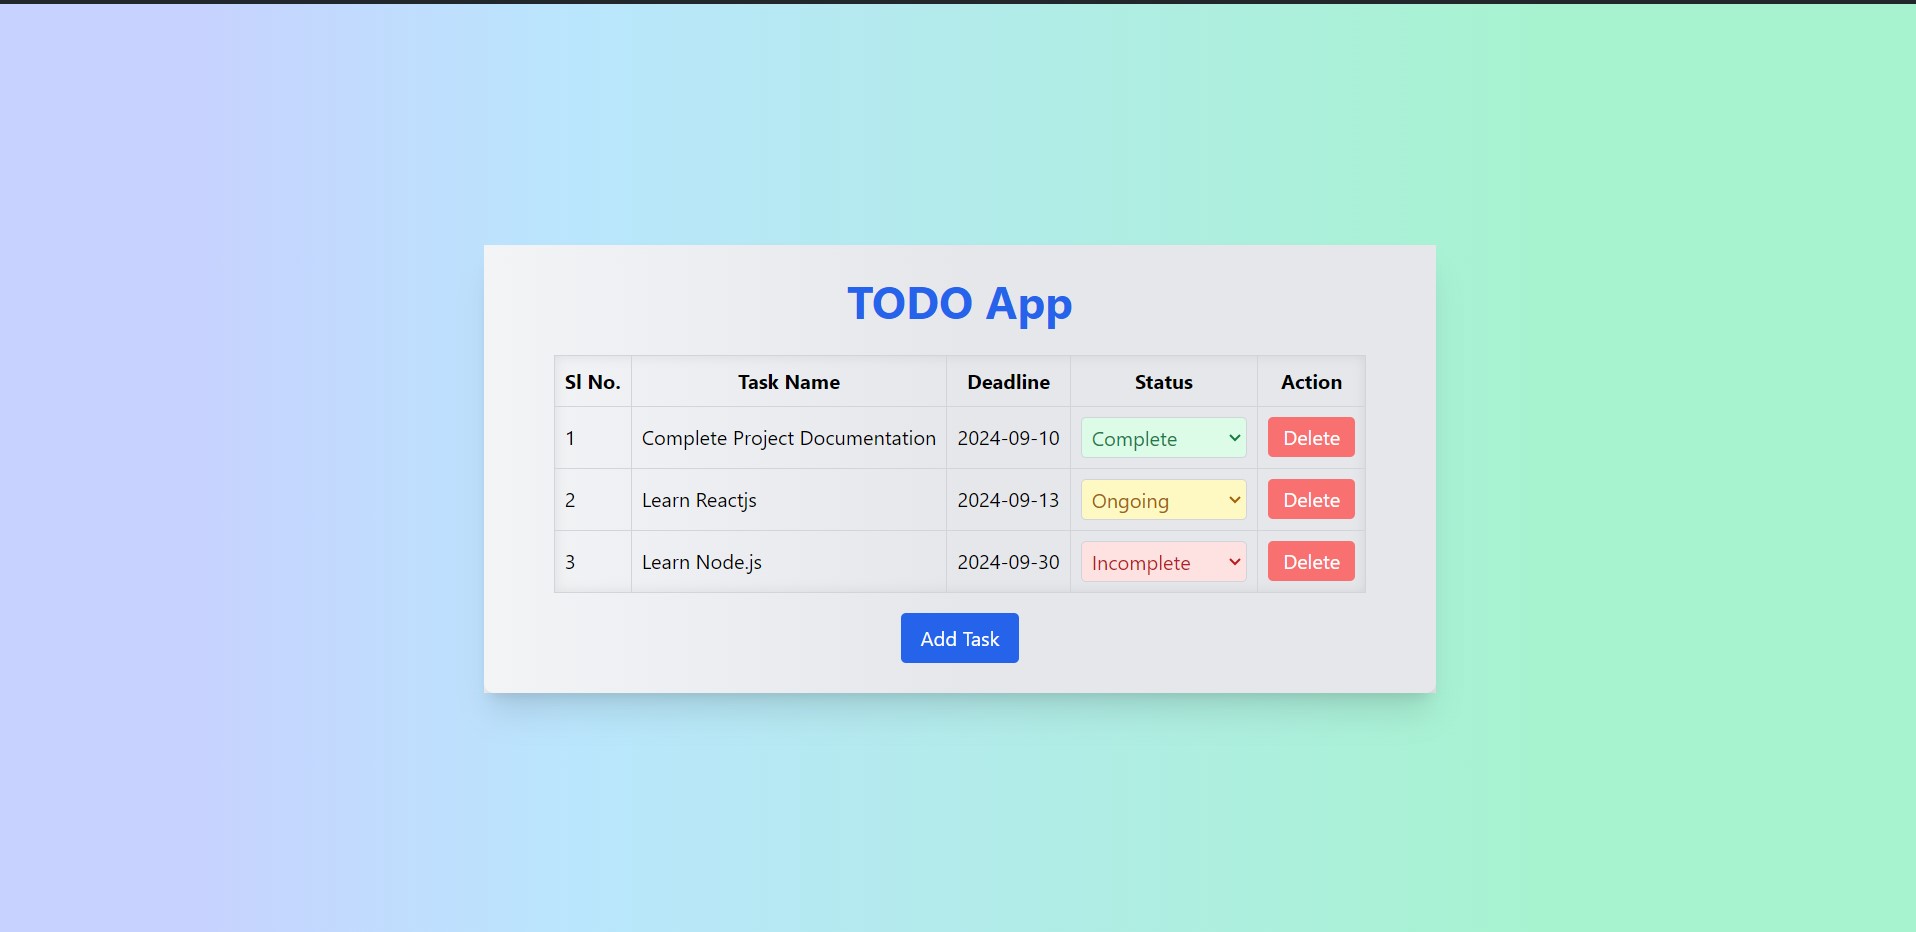 TODO App
Sl No. Task Name Deadline Status Action
1 Complete Project Documentation 2024-09-10 Complete Delete
2 Learn Reactjs 2024-09-13 Ongoing Delete
3 Learn Node.js 2024-09-30 Incomplete Delete
Add Task